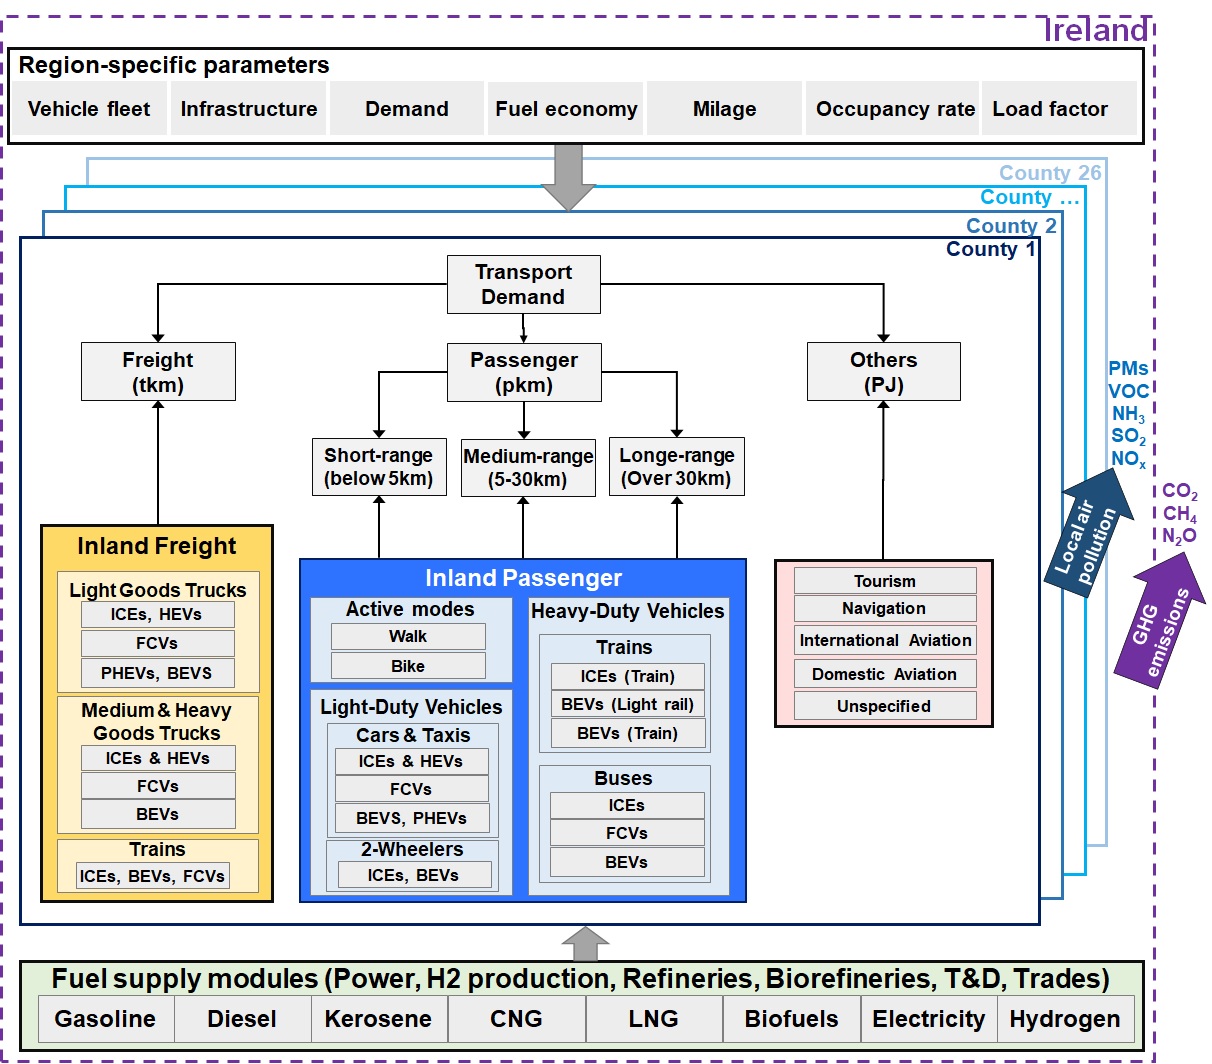 Ireland
Region-specific parameters
Vehicle fleet
Infrastructure
Demand
Fuel economy
Milage
Occupancy rate
Load factor
County 26
County ...
County 2
County 1
Transport
Demand
Freight
(tkm)
Passenger
(pkm)
Others
(PJ)
Short-range
(below 5km)
Medium-range
(5-30km)
Longe-range
(Over 30km)
Inland Freight
Light Goods Trucks
ICEs, HEVs
FCVs
PHEVs, BEVS
Medium & Heavy
Goods Trucks
ICEs & HEVs
FCVs
BEVs
Trains
ICEs, BEVs, FCVs
Inland Passenger
Active modes
Walk
Bike
Light-Duty Vehicles
Cars & Taxis
ICEs & HEVs
FCVs
BEVS, PHEVs
2-Wheelers
ICEs, BEVs
Heavy-Duty Vehicles
Trains
ICEs (Train)
BEVs (Light rail)
BEVs (Train)
Buses
ICEs
FCVs
BEVs
Tourism
Navigation
International Aviation
Domestic Aviation
Unspecified
PMs
VOC
NH₃
SO₂
NOₓ
Local air
pollution
CO₂
CH₄
N₂O
GHG
emissions
Fuel supply modules (Power, H2 production, Refineries, Biorefineries, T&D, Trades)
Gasoline
Diesel
Kerosene
CNG
LNG
Biofuels
Electricity
Hydrogen